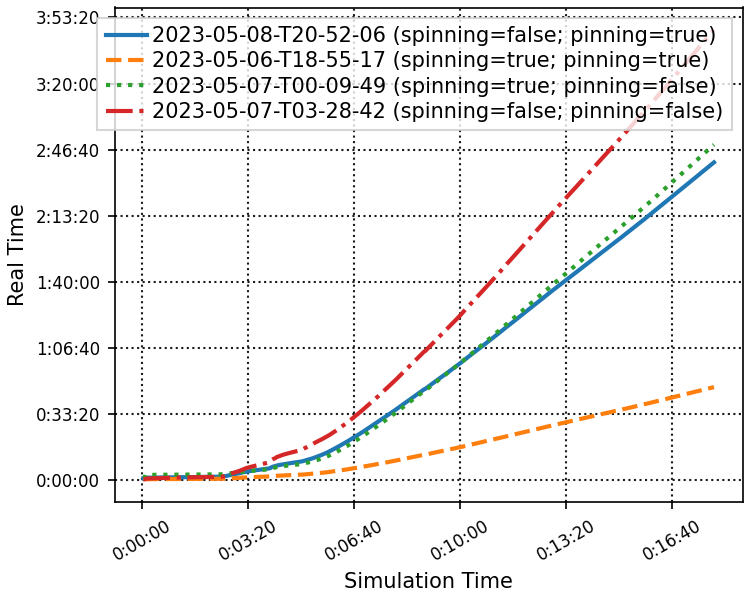 3:53:20
2023-05-08-T20-52-06 (spinning=false; pinning=true)
2023-05-06-T18-55-17 (spinning=true; pinning=true)
3:20:00
2023-05-07-T00-09-49 (spinning=true; pinning=false)
2023-05-07-T03-28-42 (spinning=false; pinning=false)
2:46:40
2:13:20
Real Time
1:40:00
1:06:40
0:33:20
0:00:00
0:00:00 0:03:20 0:06:40 0:10:00 0:13:20 0:16:40
Simulation Time